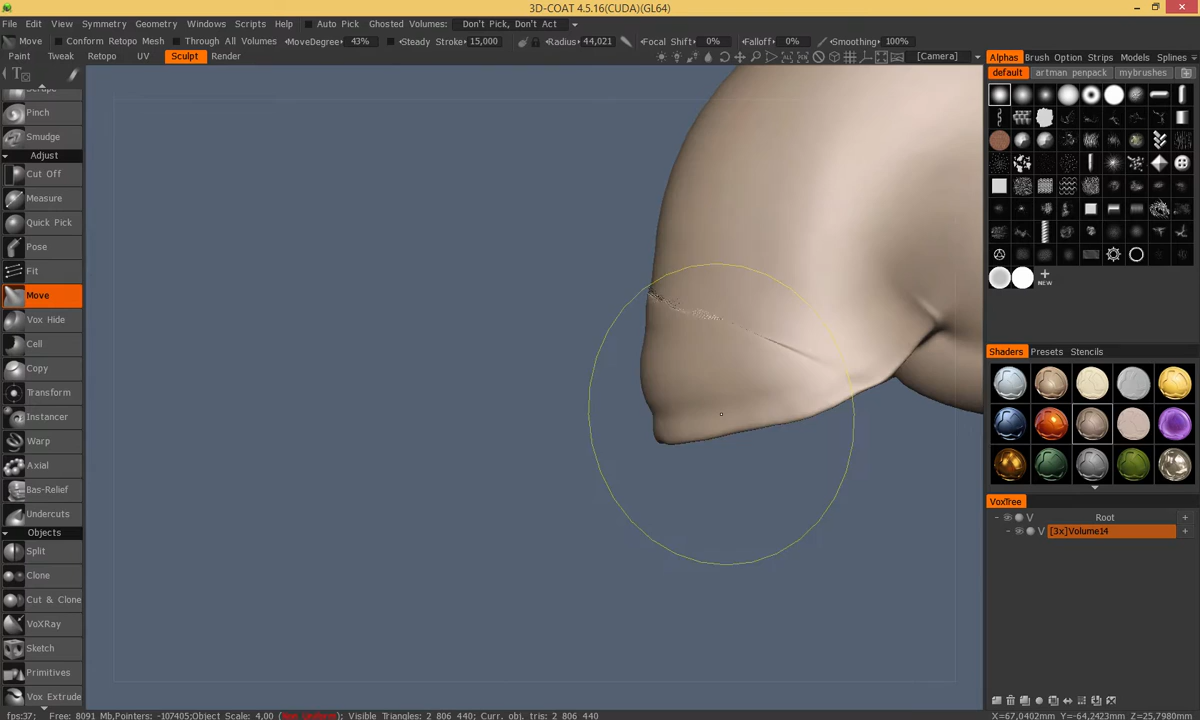 3D-COAT 4.5.16(CUDA)(GL64)
File Edit View Symmetry Geometry Windows Scripts Help Auto Pick Ghosted Volumes: Don't Pick, Don't Act
Move Conform Retopo Mesh Through All Volumes MoveDegree 43% Steady Stroke 15,000 Radius 44,021 Focal Shift 0% Falloff 0% Smoothing 100%
Paint Tweak Retopo UV Sculpt Render [Camera] Alphas Brush Option Strips Models Splines
default artman penpack mybrushes
Pinch
Smudge
Adjust
Cut Off
Measure
Quick Pick
Pose
Fit
Move
Vox Hide
Cell
Copy
Transform
Instancer
Warp
Axial
Bas-Relief
Undercuts
Objects
Split
Clone
Cut & Clone
VoXRay
Sketch
Primitives
Vox Extrude
NEW
Shaders Presets Stencils
VoxTree
V Root +
V [3x]Volume14 +
fps:37; Free: 8091 Mb,Pointers: -107405;Object Scale: 4,00 (Non Uniform); Visible Triangles: 2 806 440; Curr. obj. tris: 2 806 440 X=67,0402mm Y=-64,2423mm Z=25,7980mm